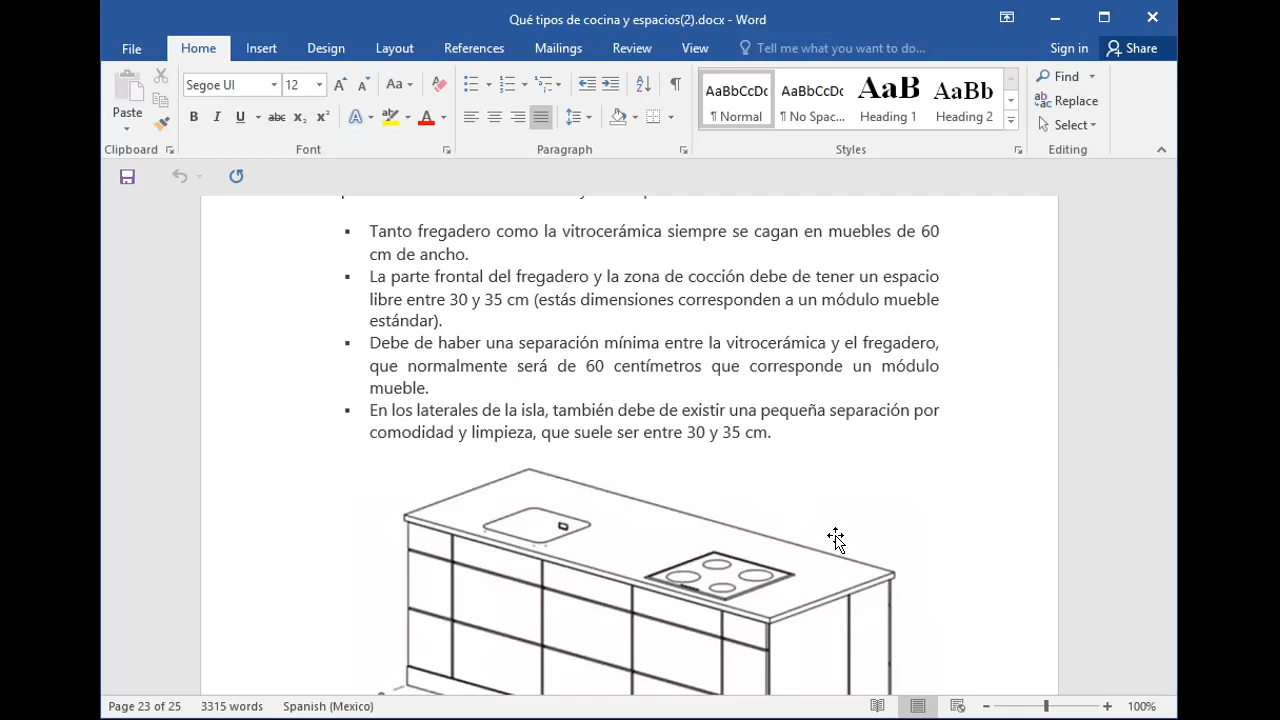 Qué tipos de cocina y espacios(2).docx - Word
File Home Insert Design Layout References Mailings Review View Tell me what you want to do... Sign in Share
Segoe UI 12 Aa
Paste
B I U abc x₂ x² A aby A
AaBbCcDc AaBbCcDc AaB AaBb
¶ Normal ¶ No Spac... Heading 1 Heading 2
Find
Replace
Select
Clipboard Font Paragraph Styles Editing
▪ Tanto fregadero como la vitrocerámica siempre se cagan en muebles de 60
cm de ancho.
▪ La parte frontal del fregadero y la zona de cocción debe de tener un espacio
libre entre 30 y 35 cm (estás dimensiones corresponden a un módulo mueble
estándar).
▪ Debe de haber una separación mínima entre la vitrocerámica y el fregadero,
que normalmente será de 60 centímetros que corresponde un módulo
mueble.
▪ En los laterales de la isla, también debe de existir una pequeña separación por
comodidad y limpieza, que suele ser entre 30 y 35 cm.
Page 23 of 25 3315 words Spanish (Mexico) 100%